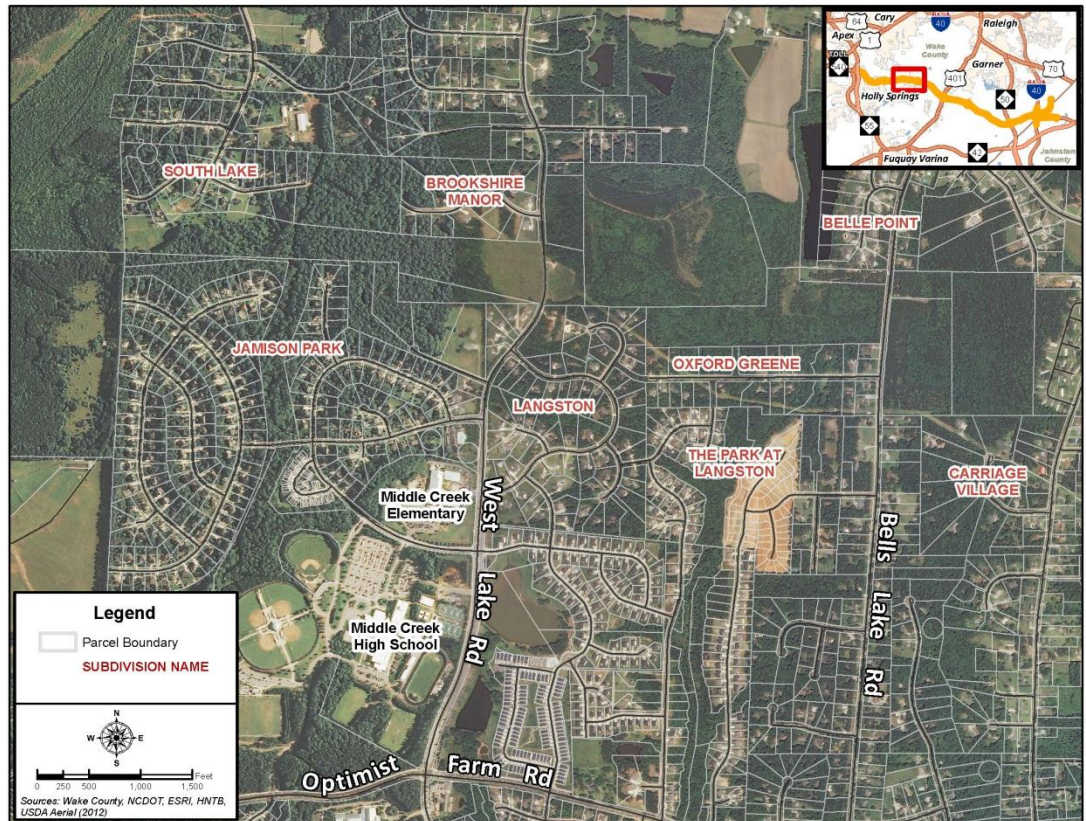 64
Cary
40
Raleigh
Apex
1
Wake
County
TOLL
540
Garner
401
70
Holly Springs
50
40
55
Johnston
County
Fuquay Varina
42
SOUTH LAKE
BROOKSHIRE
MANOR
BELLE POINT
JAMISON PARK
OXFORD GREENE
LANGSTON
THE PARK AT
LANGSTON
CARRIAGE
VILLAGE
Middle Creek
Elementary
West Lake Rd
Bells Lake Rd
Middle Creek
High School
Optimist Farm Rd
Legend
Parcel Boundary
SUBDIVISION NAME
N
W E
S
Feet
0 250 500 1,000 1,500
Sources: Wake County, NCDOT, ESRI, HNTB,
USDA Aerial (2012)